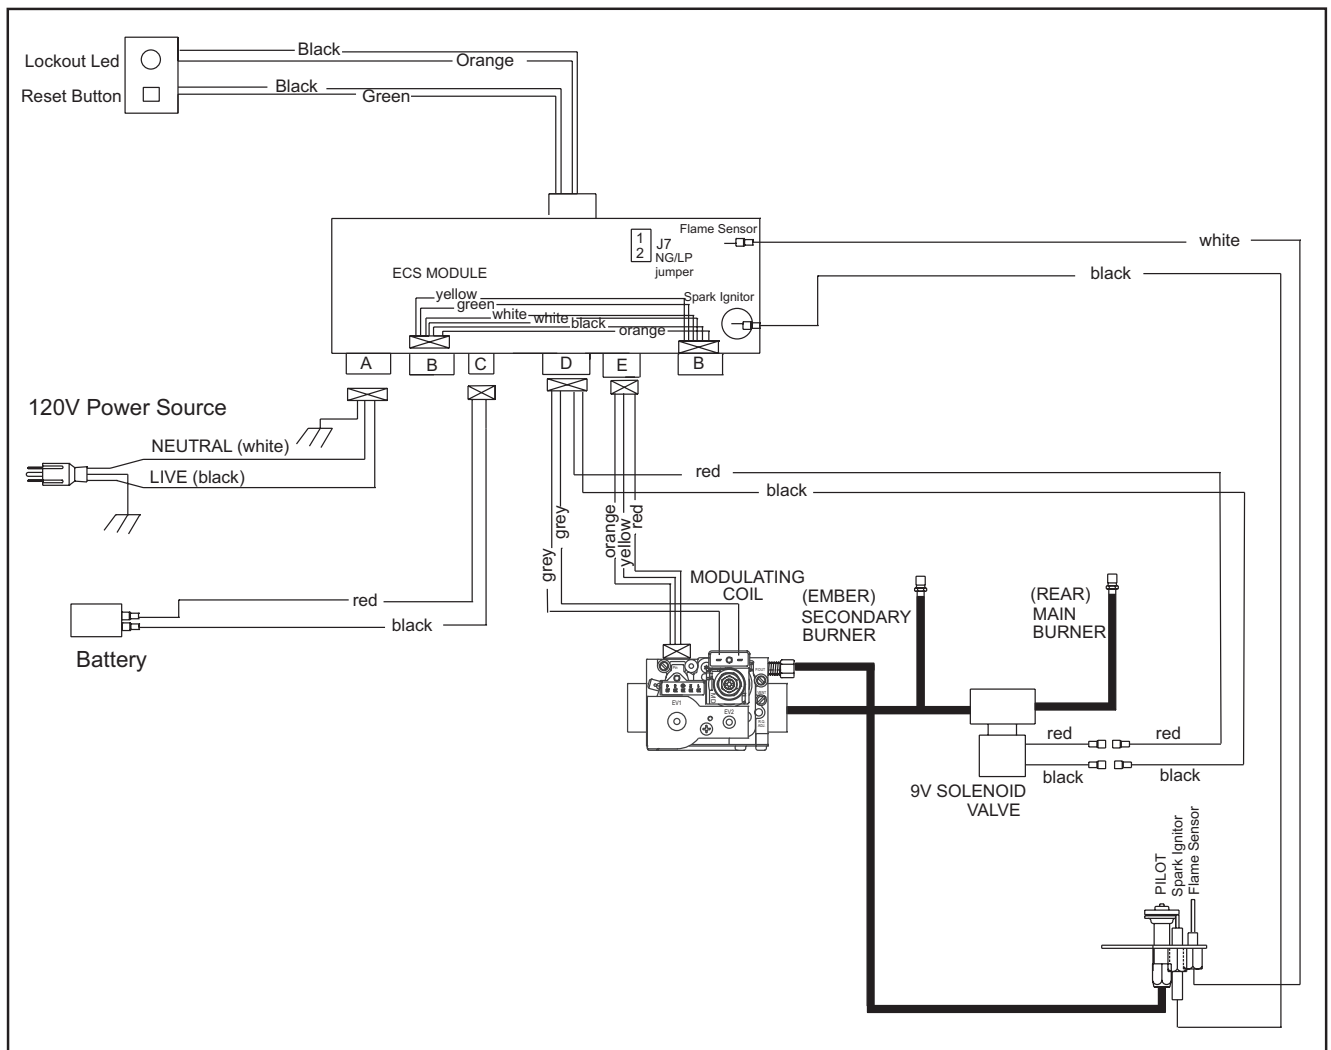 Black
Lockout Led
Orange
Black
Reset Button
Green
Flame Sensor
1
2
J7
NG/LP
jumper
white
black
ECS MODULE
yellow
green
white
white
black
orange
Spark Ignitor
A
B
C
D
E
B
120V Power Source
NEUTRAL (white)
LIVE (black)
red
black
grey
grey
orange
yellow
red
red
black
Battery
MODULATING
COIL
(EMBER)
SECONDARY
BURNER
(REAR)
MAIN
BURNER
EV1
EV2
red
red
black
black
9V SOLENOID
VALVE
PILOT
Spark Ignitor
Flame Sensor